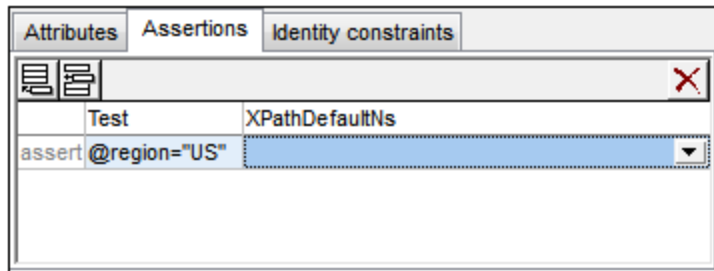 Attributes Assertions Identity constraints
Test XPathDefaultNs
assert @region="US"